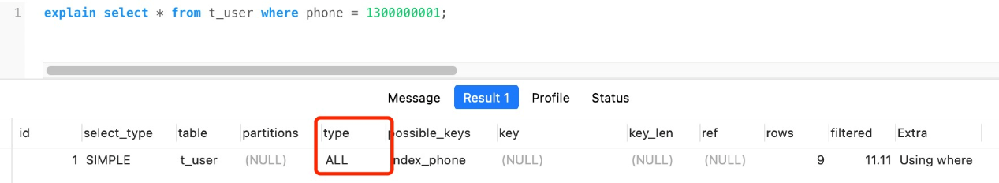 1 explain select * from t_user where phone = 1300000001;
Message Result 1 Profile Status
id select_type table partitions type possible_keys key key_len ref rows filtered Extra
1 SIMPLE t_user (NULL) ALL index_phone (NULL) (NULL) (NULL) 9 11.11 Using where